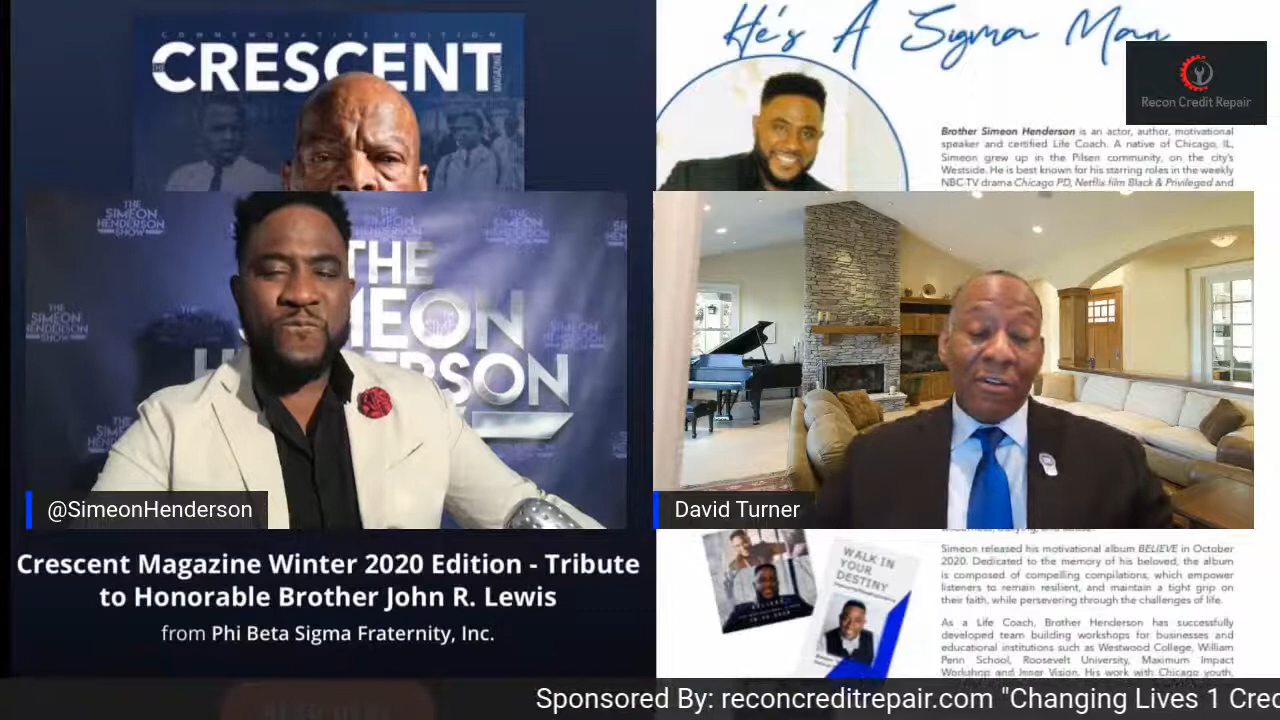 COMMEMORATIVE EDITION
THE CRESCENT MAGAZINE
He's A Sigma Man
Recon Credit Repair
Brother Simeon Henderson is an actor, author, motivational
speaker and certified Life Coach. A native of Chicago, IL,
Simeon grew up in the Pilsen community, on the city's
Westside. He is best known for his starring roles in the weekly
NBC-TV drama Chicago PD, Netflix film Black & Privileged and
THE
SIMEON
HENDERSON
SHOW
THE
SIMEON
HENDERSON
SHOW
@SimeonHenderson
David Turner
Crescent Magazine Winter 2020 Edition - Tribute
to Honorable Brother John R. Lewis
from Phi Beta Sigma Fraternity, Inc.
WALK IN
YOUR
DESTINY
Simeon released his motivational album BELIEVE in October
2020. Dedicated to the memory of his beloved, the album
is composed of compelling compilations, which empower
listeners to remain resilient, and maintain a tight grip on
their faith, while persevering through the challenges of life.
As a Life Coach, Brother Henderson has successfully
developed team building workshops for businesses and
educational institutions such as Westwood College, William
Penn School, Roosevelt University, Maximum Impact
Workshop and Inner Vision. His work with Chicago youth,
Sponsored By: reconcreditrepair.com "Changing Lives 1 Cred